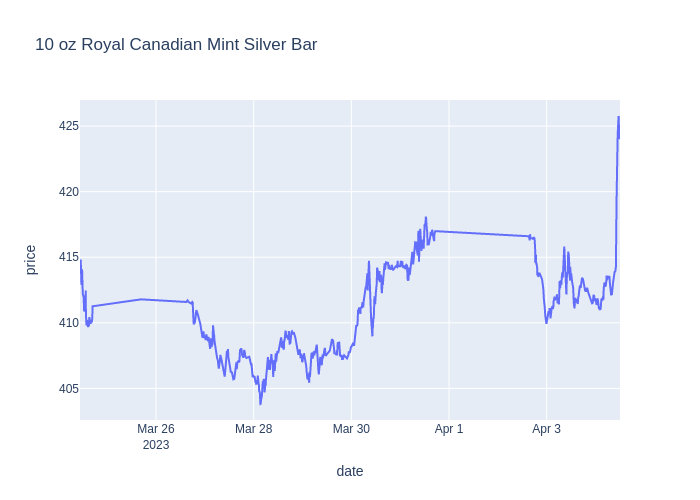 10 oz Royal Canadian Mint Silver Bar
price
425
420
415
410
405
Mar 26
2023
Mar 28
Mar 30
Apr 1
Apr 3
date